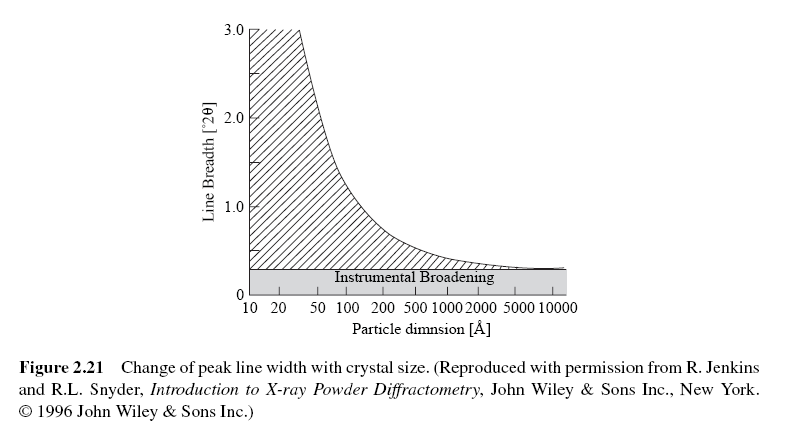 3.0
2.0
1.0
0
Line Breadth [˚2θ]
Instrumental Broadening
10 20 50 100 200 500 1000 2000 5000 10000
Particle dimnsion [Å]
Figure 2.21 Change of peak line width with crystal size. (Reproduced with permission from R. Jenkins
and R.L. Snyder, Introduction to X-ray Powder Diffractometry, John Wiley & Sons Inc., New York.
© 1996 John Wiley & Sons Inc.)